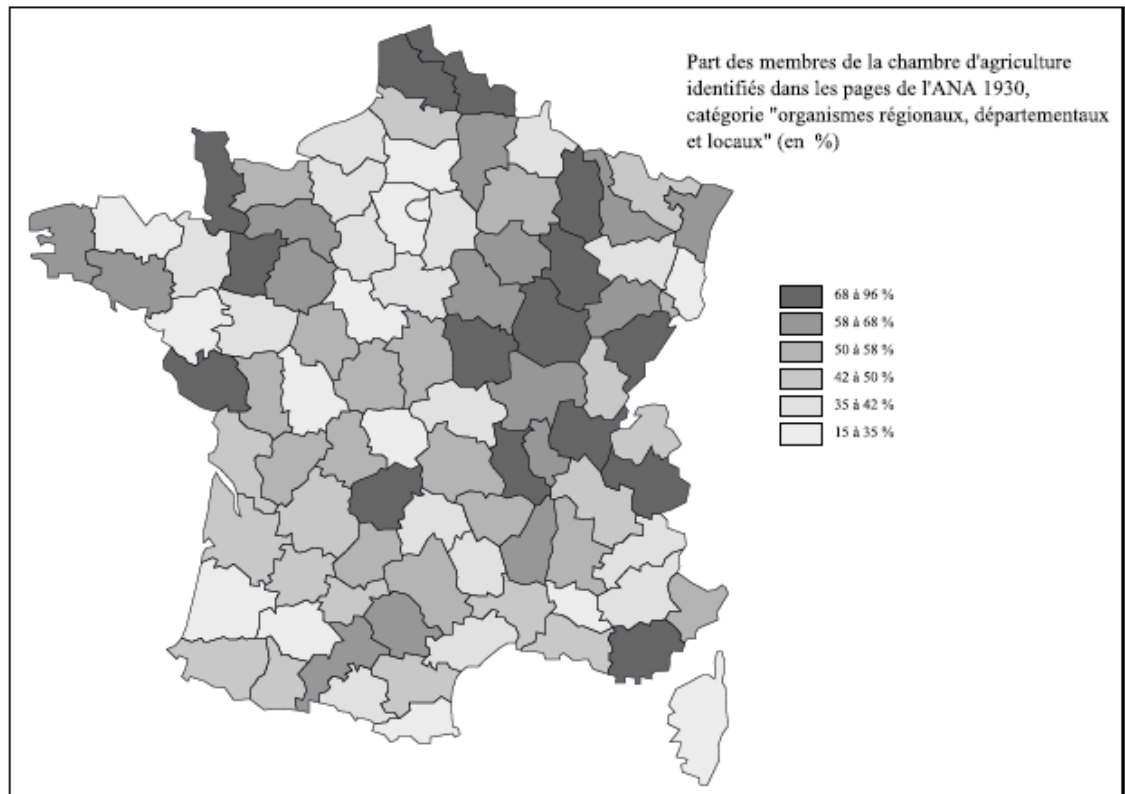 Part des membres de la chambre d'agriculture
identifiés dans les pages de l'ANA 1930,
catégorie "organismes régionaux, départementaux
et locaux" (en %)
68 à 96 %
58 à 68 %
50 à 58 %
42 à 50 %
35 à 42 %
15 à 35 %